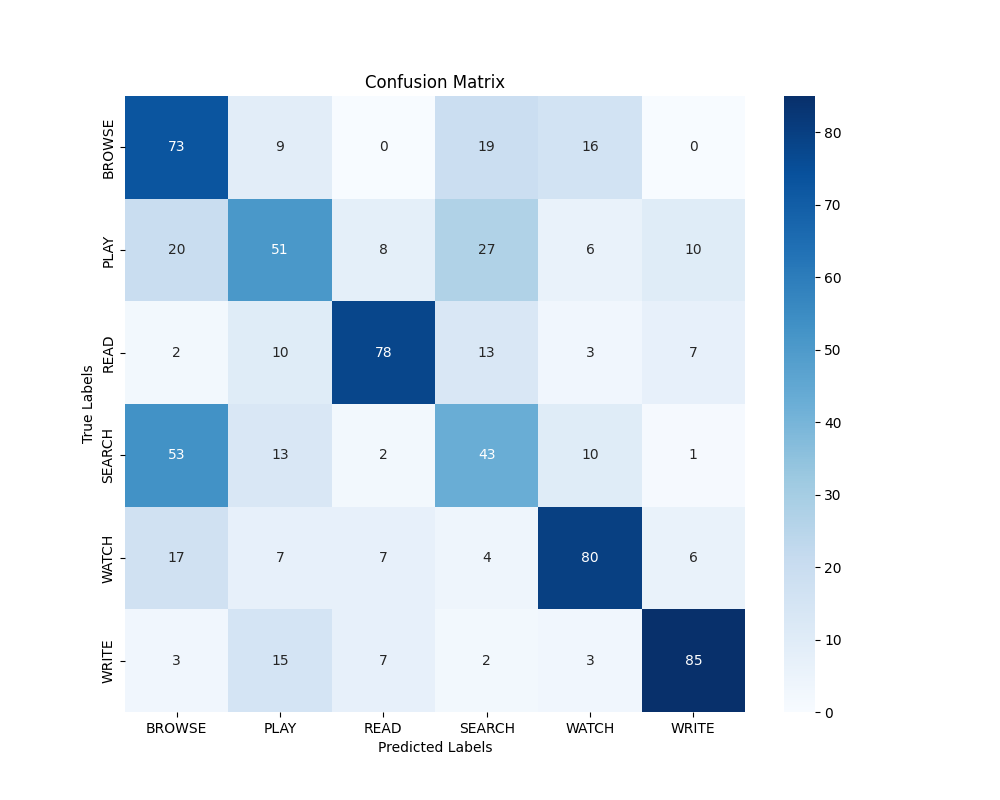 Confusion Matrix
True Labels
BROWSE 73 9 0 19 16 0
PLAY 20 51 8 27 6 10
READ 2 10 78 13 3 7
SEARCH 53 13 2 43 10 1
WATCH 17 7 7 4 80 6
WRITE 3 15 7 2 3 85
BROWSE PLAY READ SEARCH WATCH WRITE
Predicted Labels
80
70
60
50
40
30
20
10
0